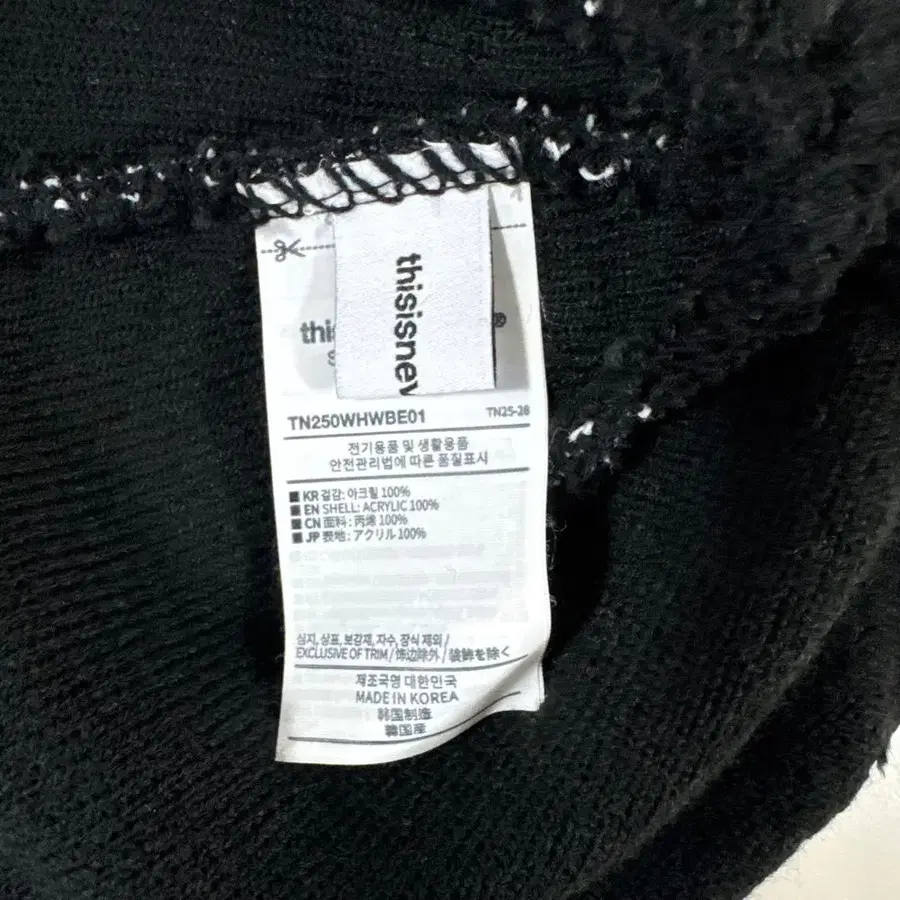 thisisnev
thi
TN250WHWBE01 TN25-28
전기용품 및 생활용품
안전관리법에 따른 품질표시
KR 겉감: 아크릴 100%
EN SHELL: ACRYLIC 100%
CN 面料: 丙烯 100%
JP 表地: アクリル 100%
심지, 상표, 보강재, 자수, 장식 제외 /
EXCLUSIVE OF TRIM / 饰边除外 / 装飾を除く
제조국명 대한민국
MADE IN KOREA
韩国制造
韓国産